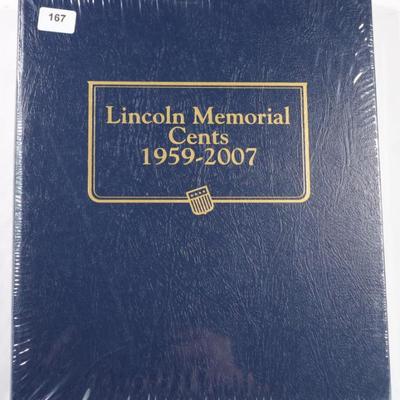 167
Lincoln Memorial
Cents
1959-2007